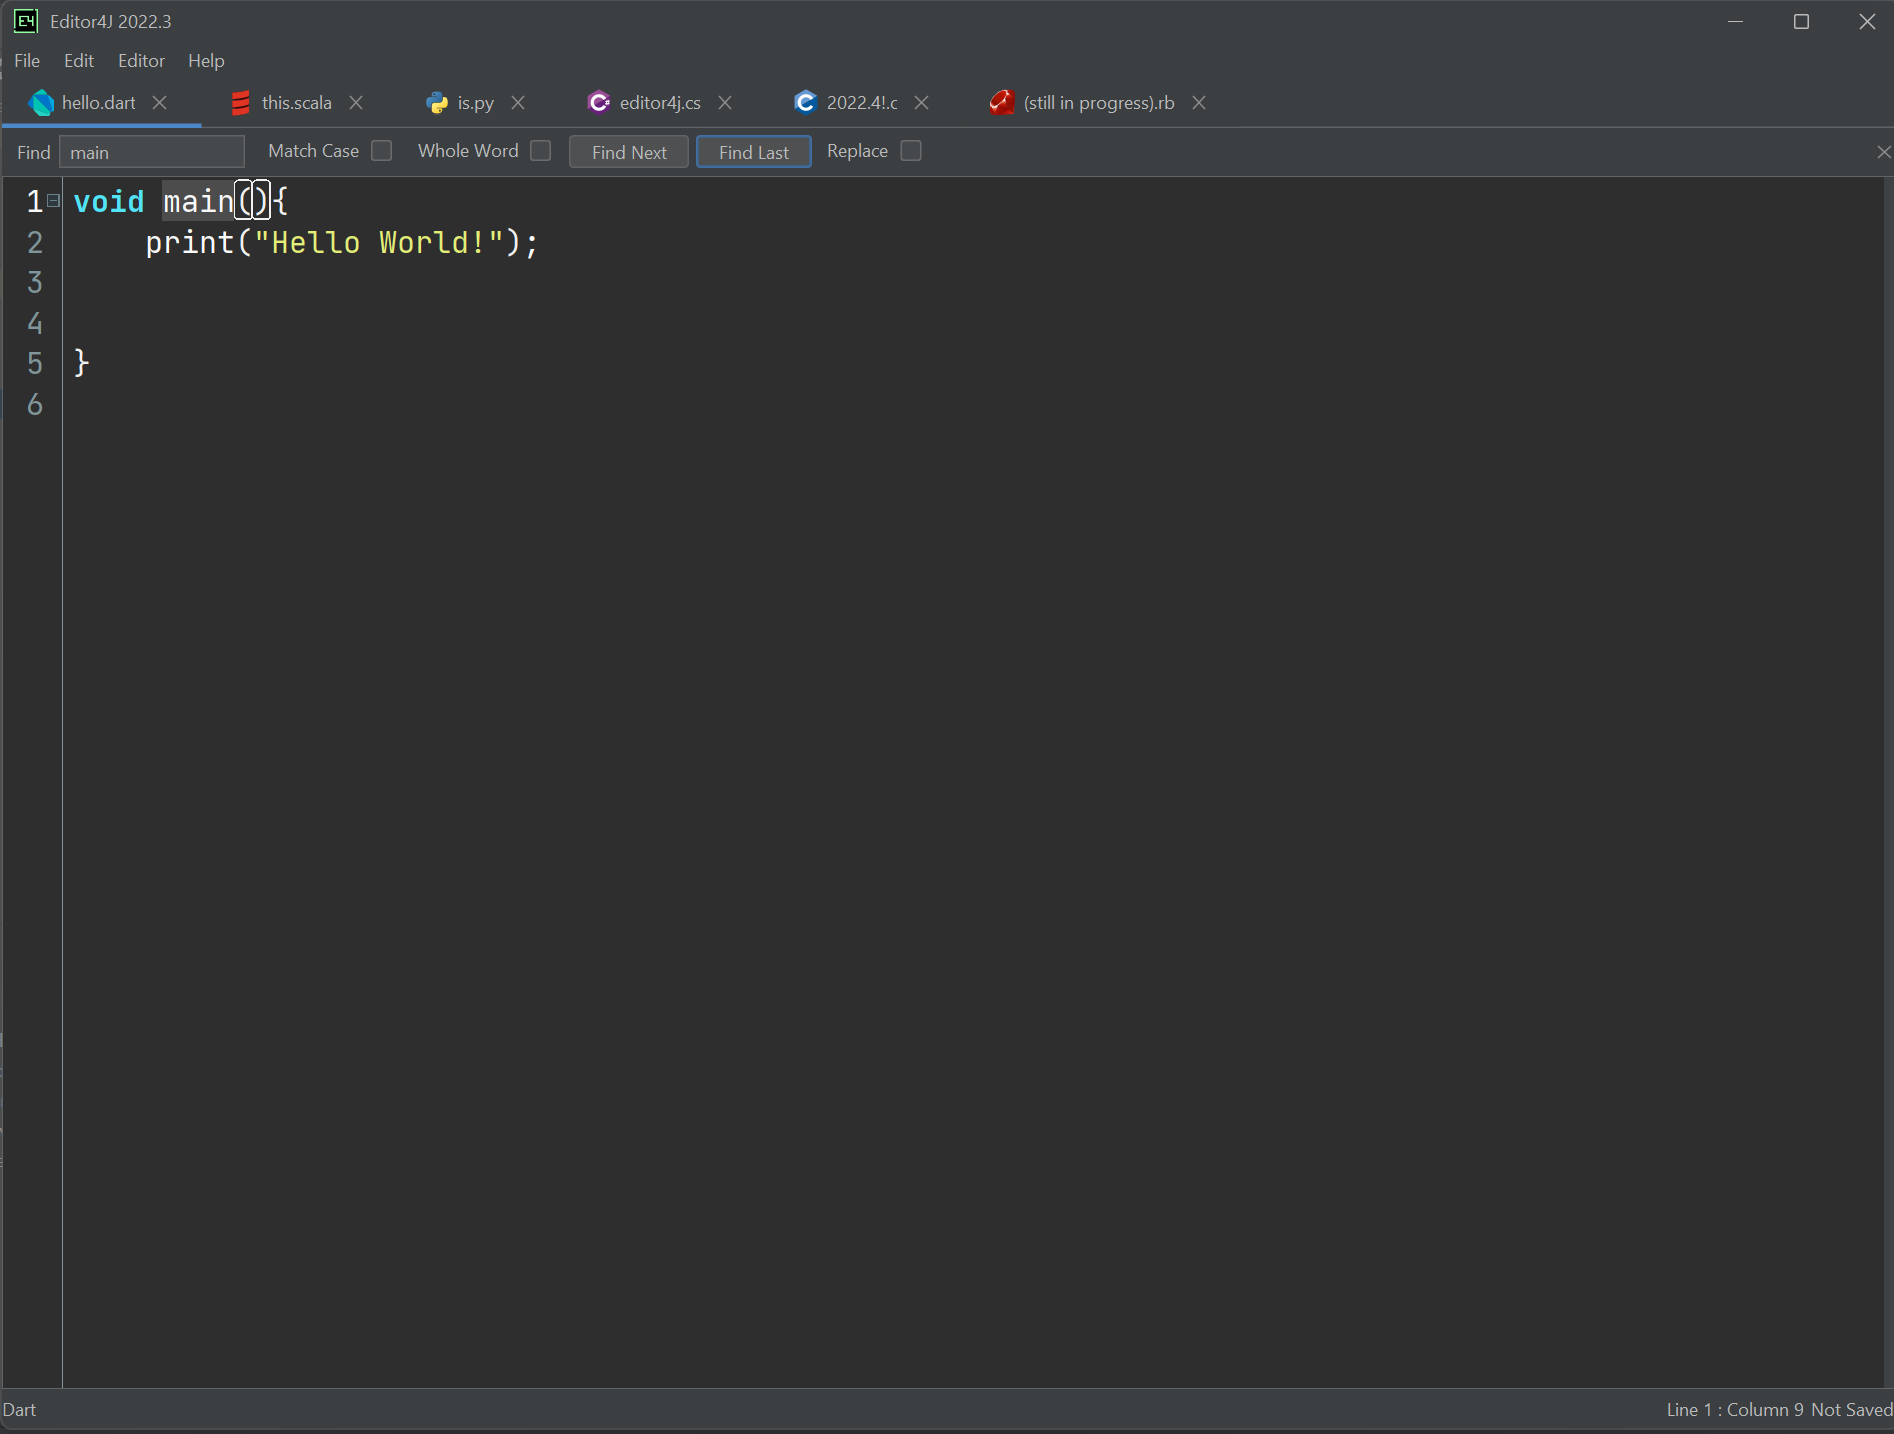 E4 Editor4J 2022.3
File Edit Editor Help
hello.dart this.scala is.py editor4j.cs 2022.4!.c (still in progress).rb
Find main Match Case Whole Word Find Next Find Last Replace
1 void main(){
2 print("Hello World!");
3
4
5 }
6
Dart Line 1 : Column 9 Not Saved